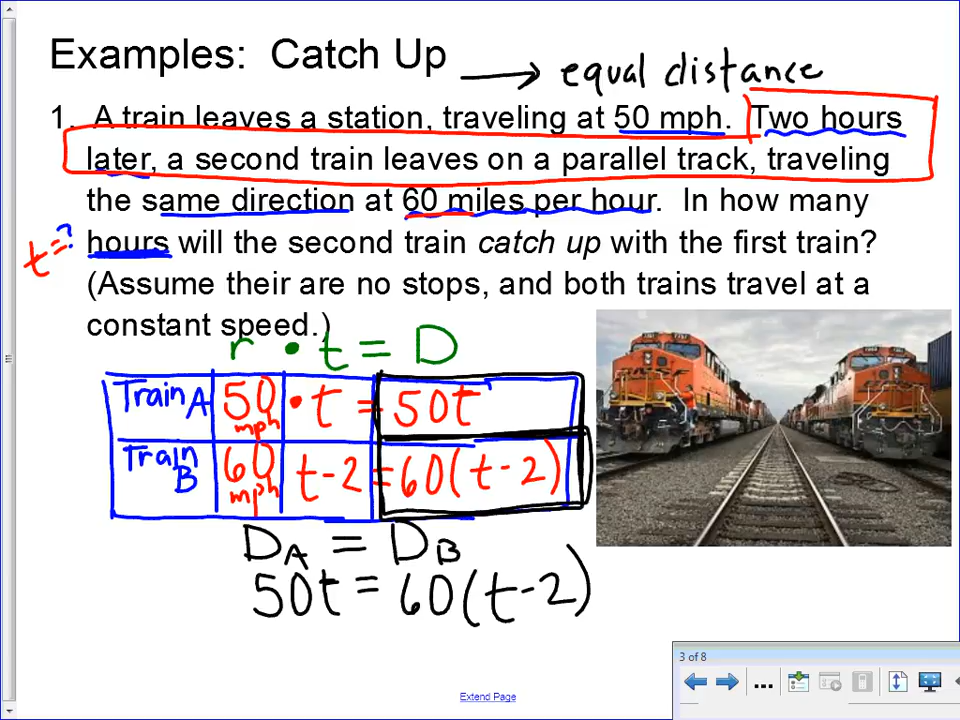 Examples: Catch Up → equal distance
1. A train leaves a station, traveling at 50 mph. Two hours
later, a second train leaves on a parallel track, traveling
the same direction at 60 miles per hour. In how many
hours will the second train catch up with the first train?
t=?
(Assume their are no stops, and both trains travel at a
constant speed.)
r • t = D
Train A 50 mph • t = 50t
Train B 60 mph t-2 = 60(t-2)
D_A = D_B
50t = 60(t-2)
3 of 8
...
Extend Page